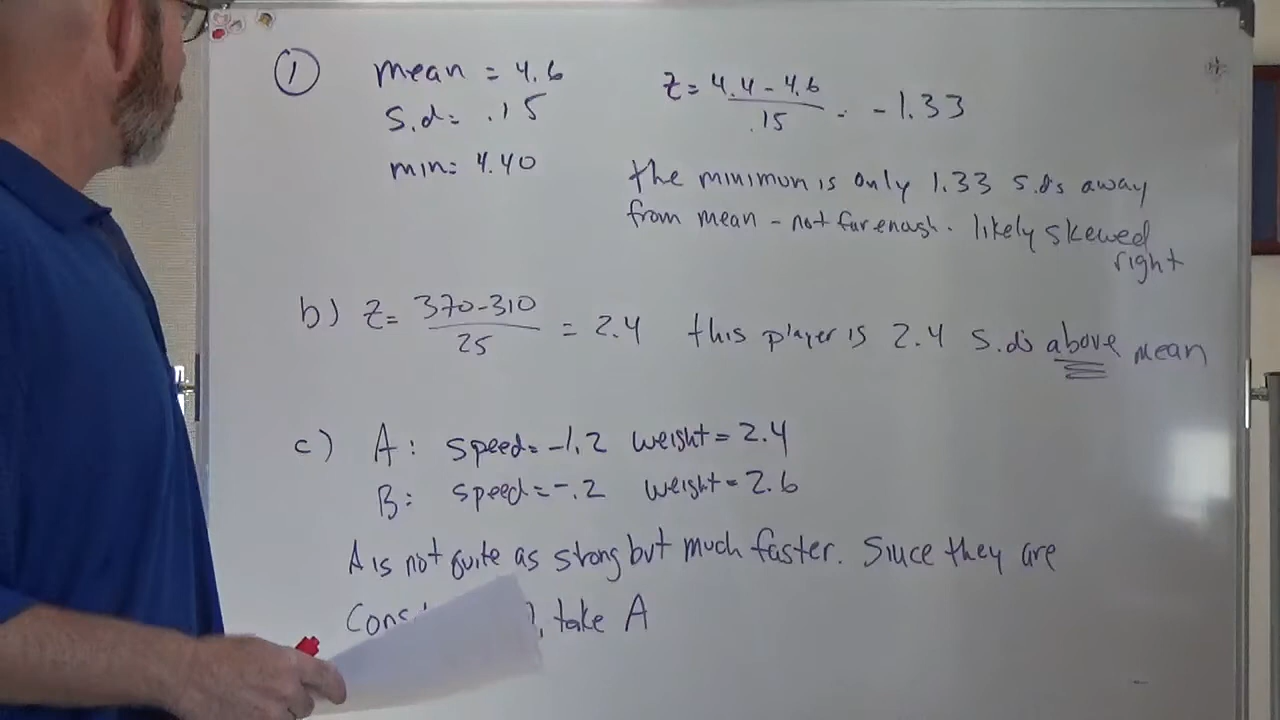 1 mean = 4.6
s.d = .15
min = 4.40
z = 4.4 - 4.6 / .15 = -1.33
the minimum is only 1.33 s.d's away
from mean - not far enough. likely skewed
right
b) z = 370-310 / 25 = 2.4 this player is 2.4 s.d's above mean
c) A: speed = -1.2 weight = 2.4
B: speed = -.2 weight = 2.6
A is not quite as strong but much faster. Since they are
take A